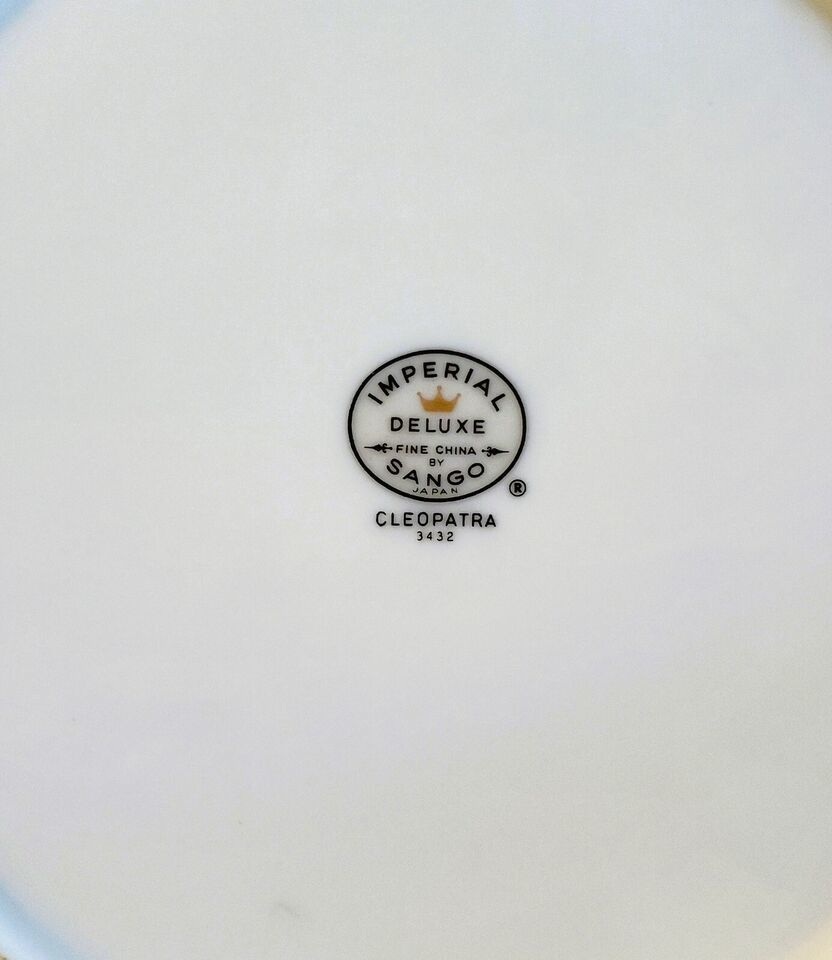 IMPERIAL
DELUXE
FINE CHINA
BY
SANGO
JAPAN
®
CLEOPATRA
3432